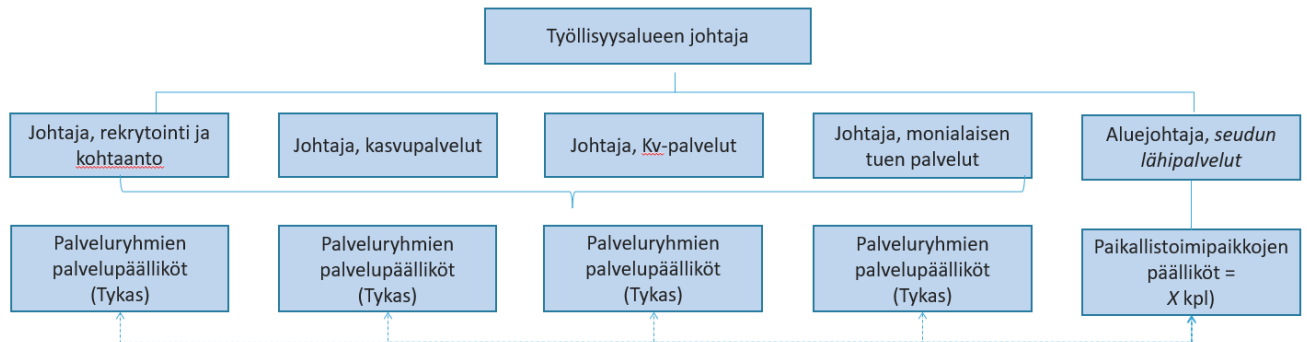 Työllisyysalueen johtaja
Johtaja, rekrytointi ja
kohtaanto
Johtaja, kasvupalvelut
Johtaja, Kv-palvelut
Johtaja, monialaisen
tuen palvelut
Aluejohtaja, seudun
lähipalvelut
Palveluryhmien
palvelupäälliköt
(Tykas)
Palveluryhmien
palvelupäälliköt
(Tykas)
Palveluryhmien
palvelupäälliköt
(Tykas)
Palveluryhmien
palvelupäälliköt
(Tykas)
Paikallistoimipaikkojen
päälliköt =
X kpl)